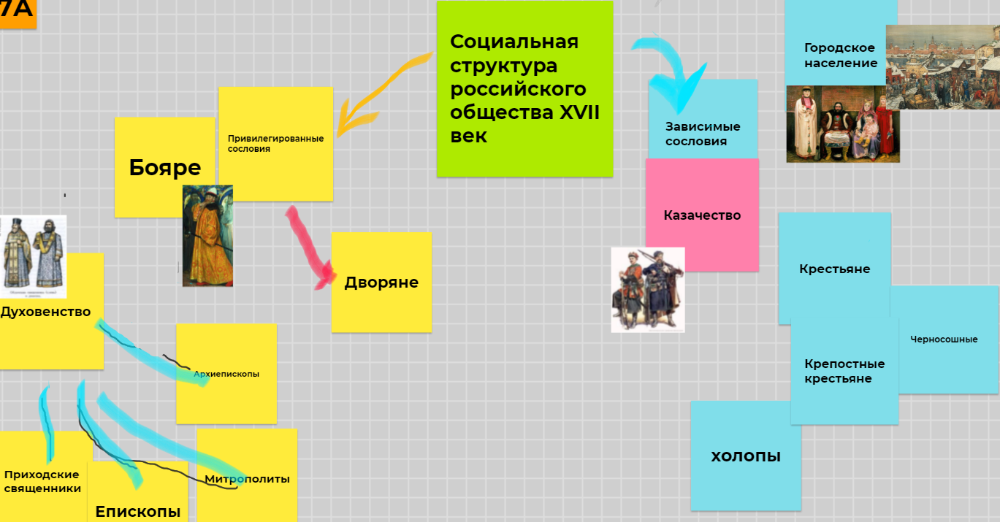 7А
Социальная
структура
российского
общества XVII
век
Городское
население
Привилегированные
сословия
Зависимые
сословия
Бояре
Казачество
Дворяне
Крестьяне
Духовенство
Черносошные
Архиепископы
Крепостные
крестьяне
холопы
Приходские
священники
Митрополиты
Епископы